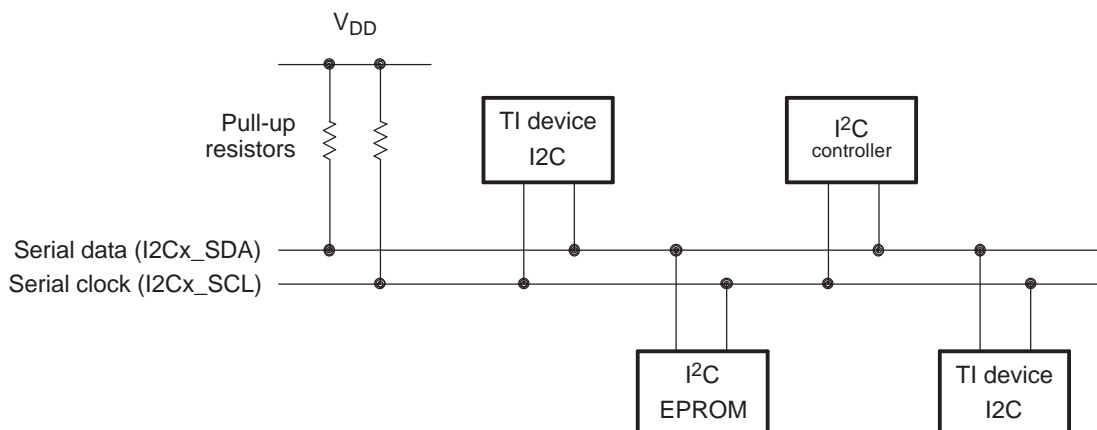 VDD
Pull-up
resistors
TI device
I2C
I2C
controller
Serial data (I2Cx_SDA)
Serial clock (I2Cx_SCL)
I2C
EPROM
TI device
I2C